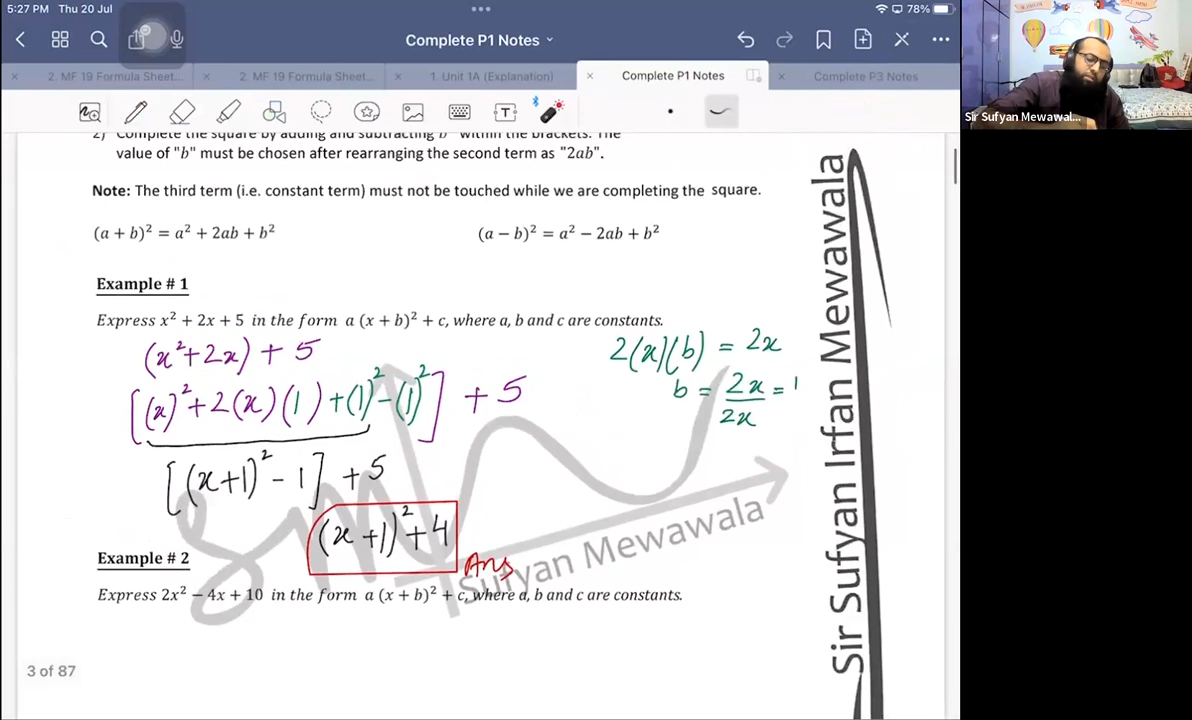 5:27 PM Thu 20 Jul
78%
Complete P1 Notes
2. MF 19 Formula Sheet...
2. MF 19 Formula Sheet...
1. Unit 1A (Explanation)
Complete P1 Notes
Complete P3 Notes
Sir Sufyan Mewawal...
2) Complete the square by adding and subtracting b² within the brackets. The
value of "b" must be chosen after rearranging the second term as "2ab".
Note: The third term (i.e. constant term) must not be touched while we are completing the square.
(a + b)² = a² + 2ab + b²
(a − b)² = a² − 2ab + b²
Example # 1
Express x² + 2x + 5 in the form a (x + b)² + c, where a, b and c are constants.
(x²+2x) + 5
2(x)(b) = 2x
b = 2x/2x = 1
[(x)²+2(x)(1)+(1)²-(1)²] + 5
[(x+1)² - 1] + 5
(x+1)²+4
Ans
Example # 2
Express 2x² − 4x + 10 in the form a (x + b)² + c, where a, b and c are constants.
sm
Sufyan Mewawala
Sir Sufyan Irfan Mewawala
3 of 87